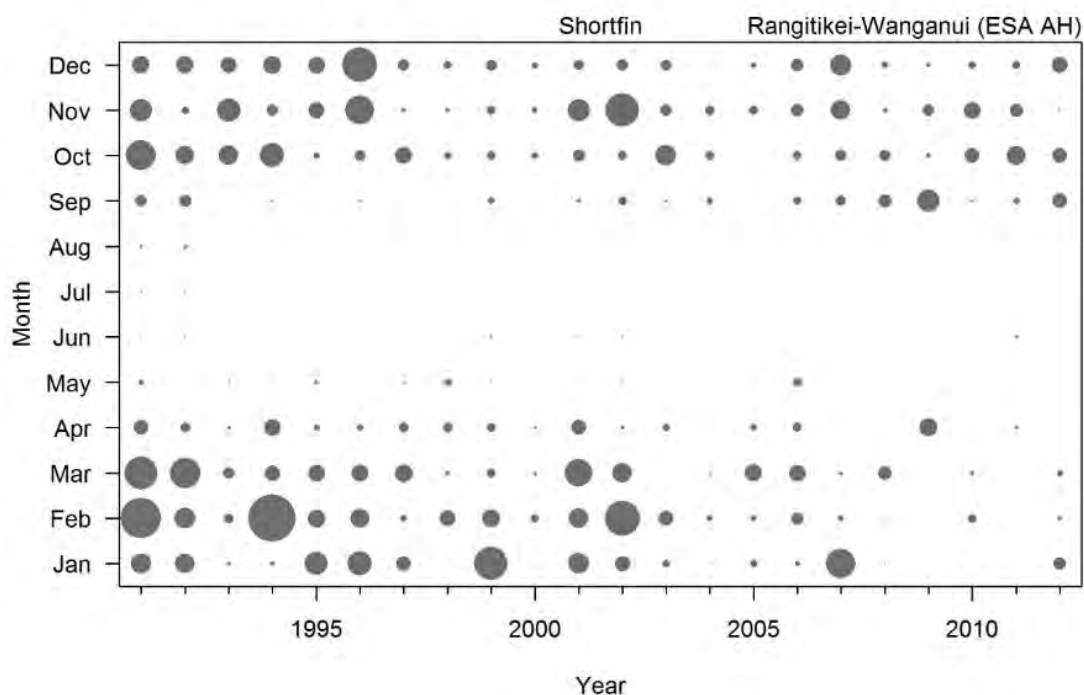 Shortfin Rangitikei-Wanganui (ESA AH)
Dec
Nov
Oct
Sep
Aug
Jul
Jun
May
Apr
Mar
Feb
Jan
Month
1995 2000 2005 2010
Year